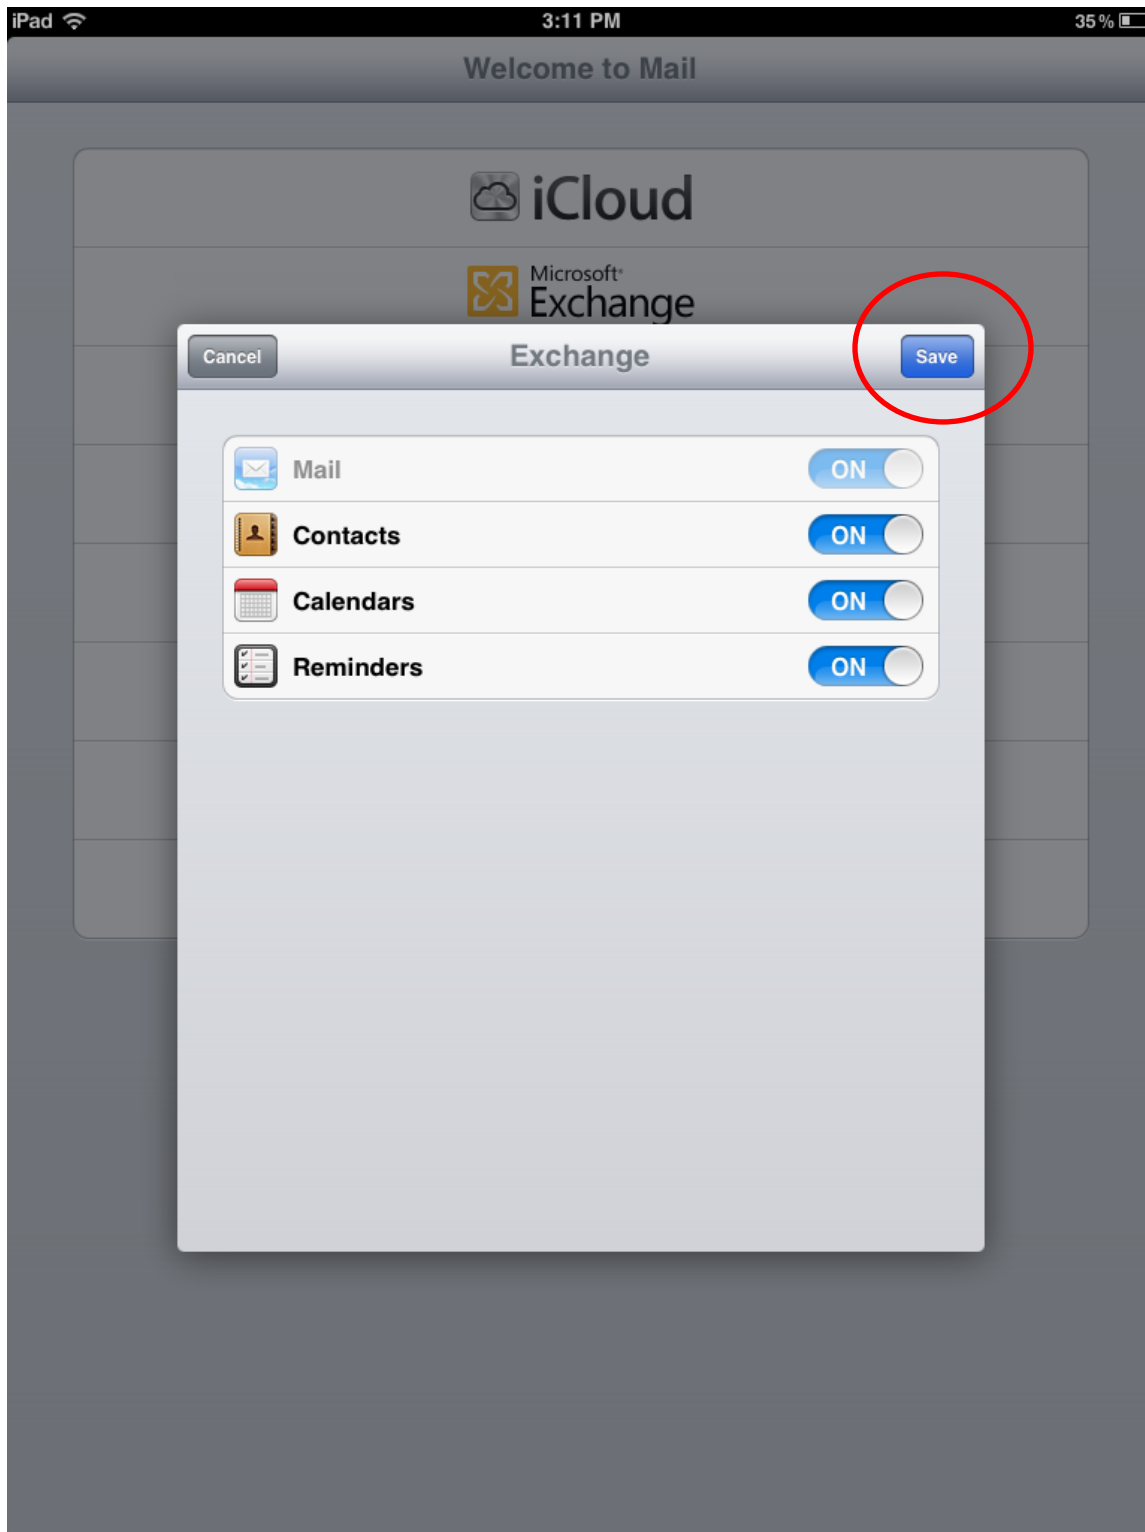 iPad 3:11 PM 35%
Welcome to Mail
iCloud
Microsoft
Exchange
Cancel Exchange Save
Mail ON
Contacts ON
Calendars ON
Reminders ON